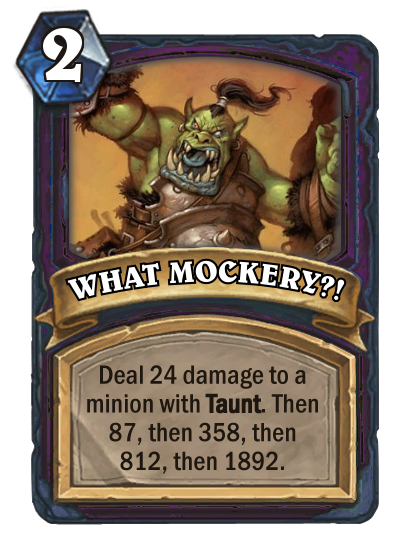 2
WHAT MOCKERY?!
Deal 24 damage to a
minion with Taunt. Then
87, then 358, then
812, then 1892.